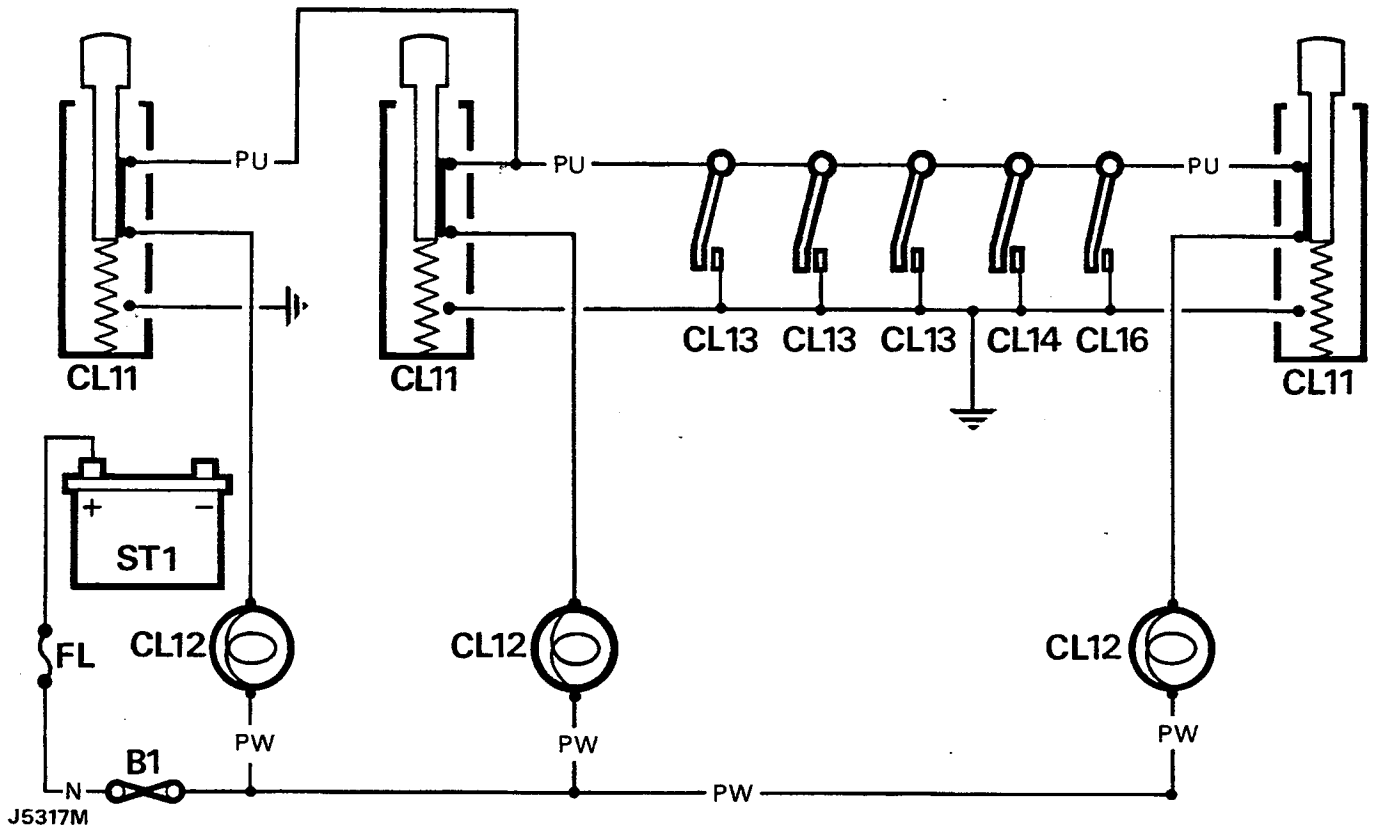 PU
PU
PU
CL13 CL13 CL13 CL14 CL16
CL11
CL11
CL11
+ −
ST1
FL
CL12
CL12
CL12
PW
PW
PW
B1
N
PW
J5317M